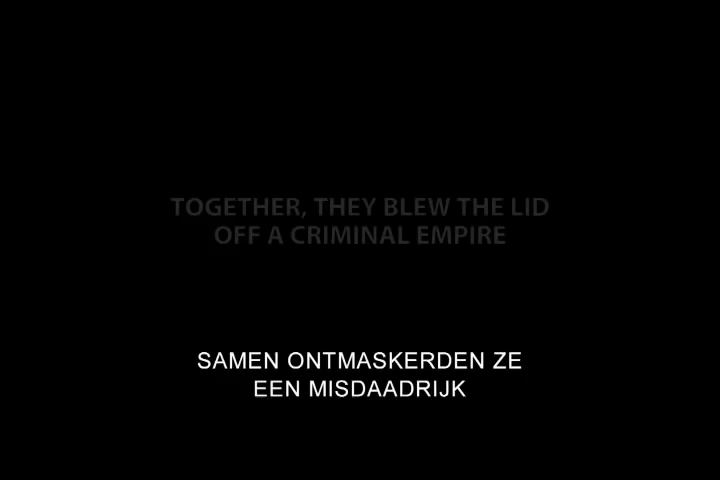 TOGETHER, THEY BLEW THE LID
OFF A CRIMINAL EMPIRE
SAMEN ONTMASKERDEN ZE
EEN MISDAADRIJK